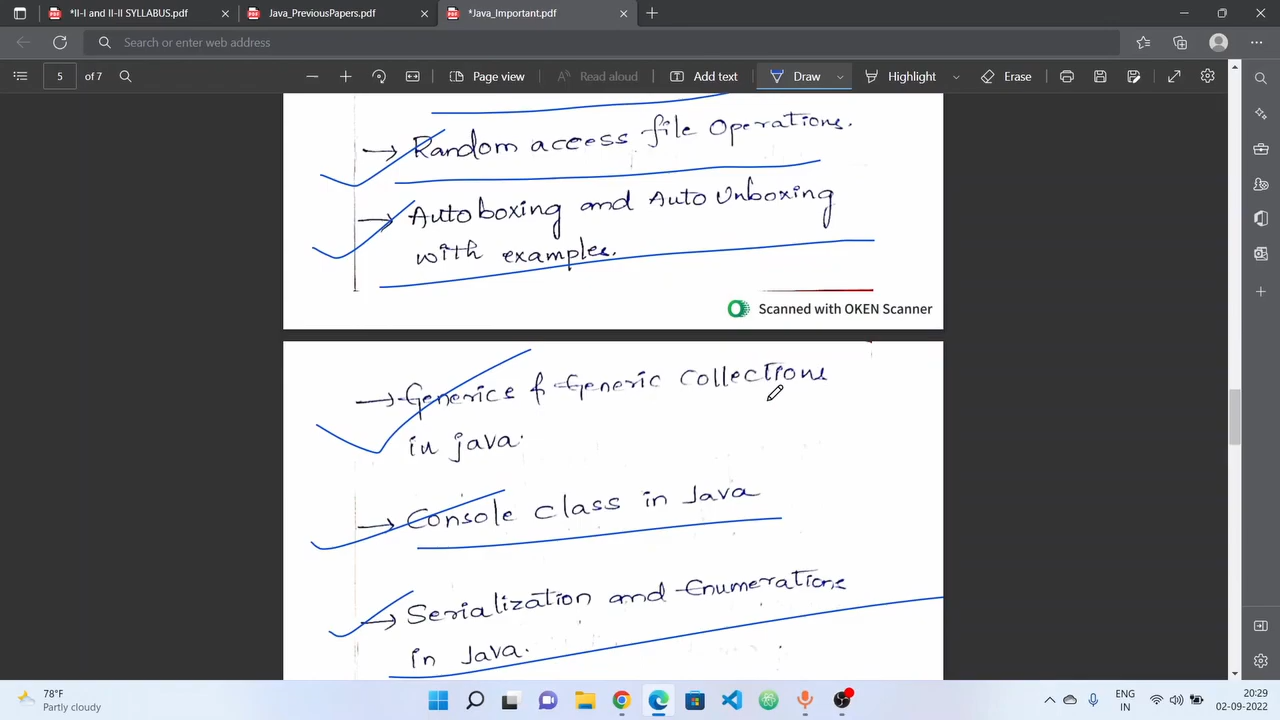 *II-I and II-II SYLLABUS.pdf
Java_PreviousPapers.pdf
*Java_Important.pdf
Search or enter web address
5 of 7
Page view
Read aloud
Add text
Draw
Highlight
Erase
→ Random access file Operations.
→ Auto boxing and Auto Unboxing
with examples.
Scanned with OKEN Scanner
→ Generics & Generic Collections
in java.
→ Console class in Java
→ Serialization and Enumerations
in Java.
78°F
Partly cloudy
ENG
IN
20:29
02-09-2022